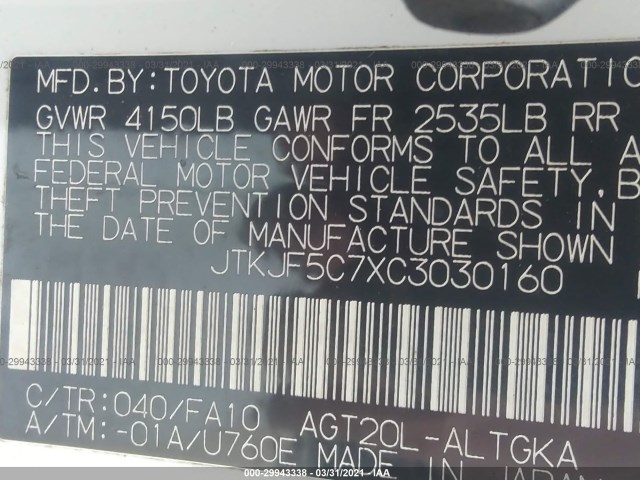 MFD. BY: TOYOTA MOTOR CORPORATIO
GVWR 4150LB GAWR FR 2535LB RR
THIS VEHICLE CONFORMS TO ALL A
FEDERAL MOTOR VEHICLE SAFETY, B
THEFT PREVENTION STANDARDS IN
THE DATE OF MANUFACTURE SHOWN
JTKJF5C7XC3030160
C/TR: 040/FA10 AGT20L-ALTGKA
A/TM: -01A/U760E MADE IN JAPAN
000-29943338 - 03/31/2021 - IAA